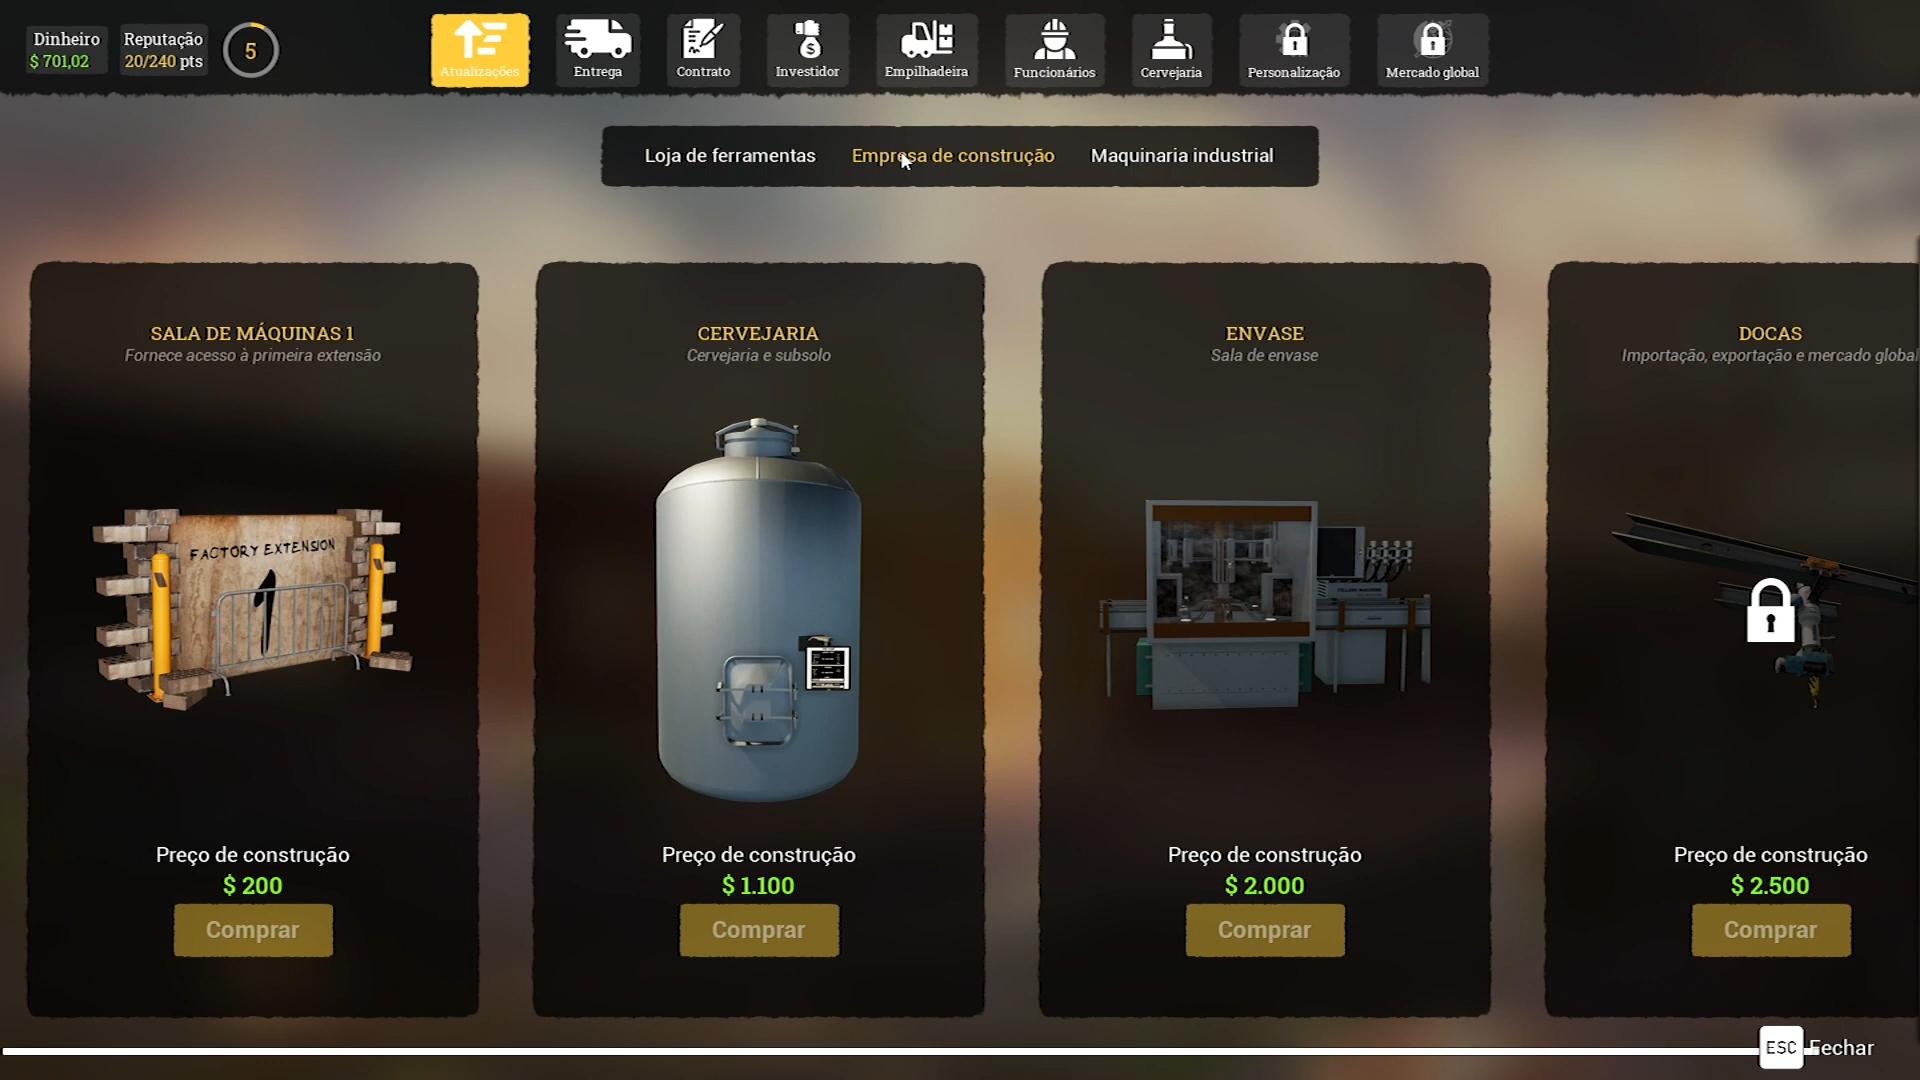 Dinheiro
$ 701,02
Reputação
20/240 pts
5
Atualizações
Entrega
Contrato
Investidor
Empilhadeira
Funcionários
Cervejaria
Personalização
Mercado global
Loja de ferramentas
Empresa de construção
Maquinaria industrial
SALA DE MÁQUINAS 1
Fornece acesso à primeira extensão
FACTORY EXTENSION
1
Preço de construção
$ 200
Comprar
CERVEJARIA
Cervejaria e subsolo
Preço de construção
$ 1.100
Comprar
ENVASE
Sala de envase
Preço de construção
$ 2.000
Comprar
DOCAS
Importação, exportação e mercado global
Preço de construção
$ 2.500
Comprar
ESC Fechar